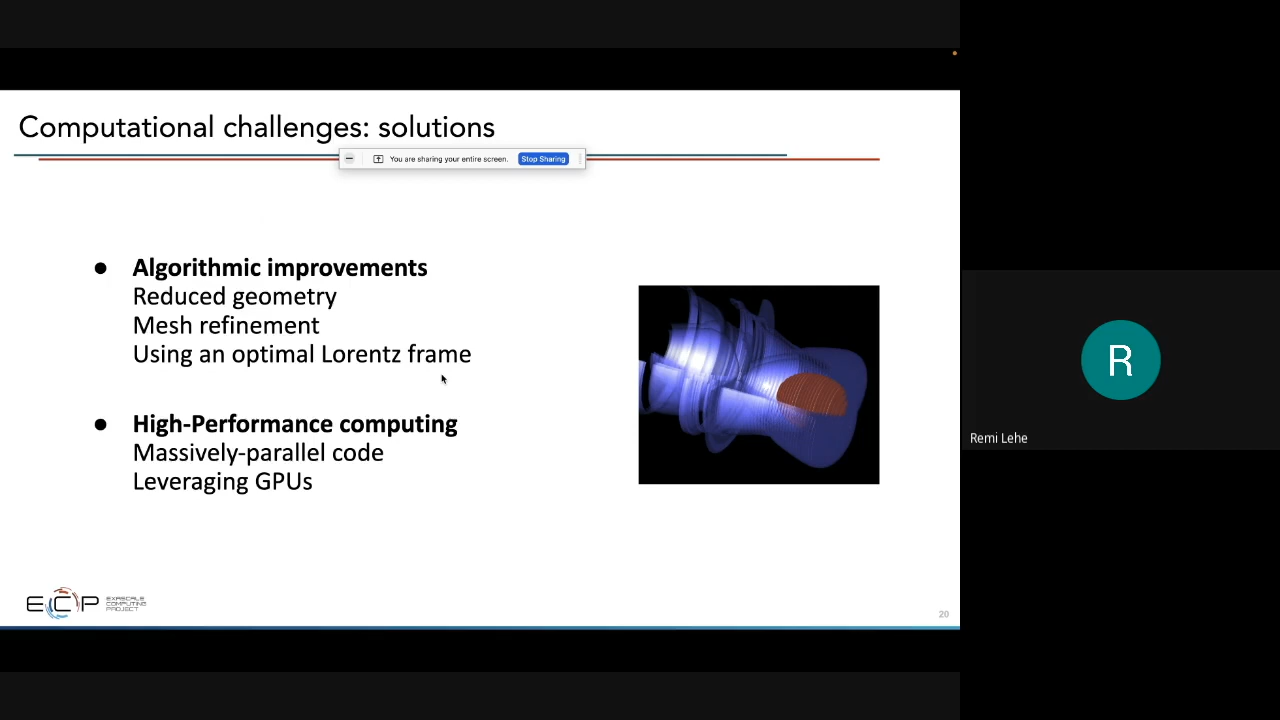 Computational challenges: solutions
You are sharing your entire screen. Stop Sharing
● Algorithmic improvements
Reduced geometry
Mesh refinement
Using an optimal Lorentz frame
● High-Performance computing
Massively-parallel code
Leveraging GPUs
ECP EXASCALE
COMPUTING
PROJECT
20
R
Remi Lehe